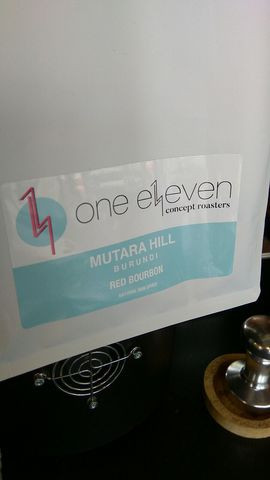 one eleven
concept roasters
MUTARA HILL
BURUNDI
RED BOURBON